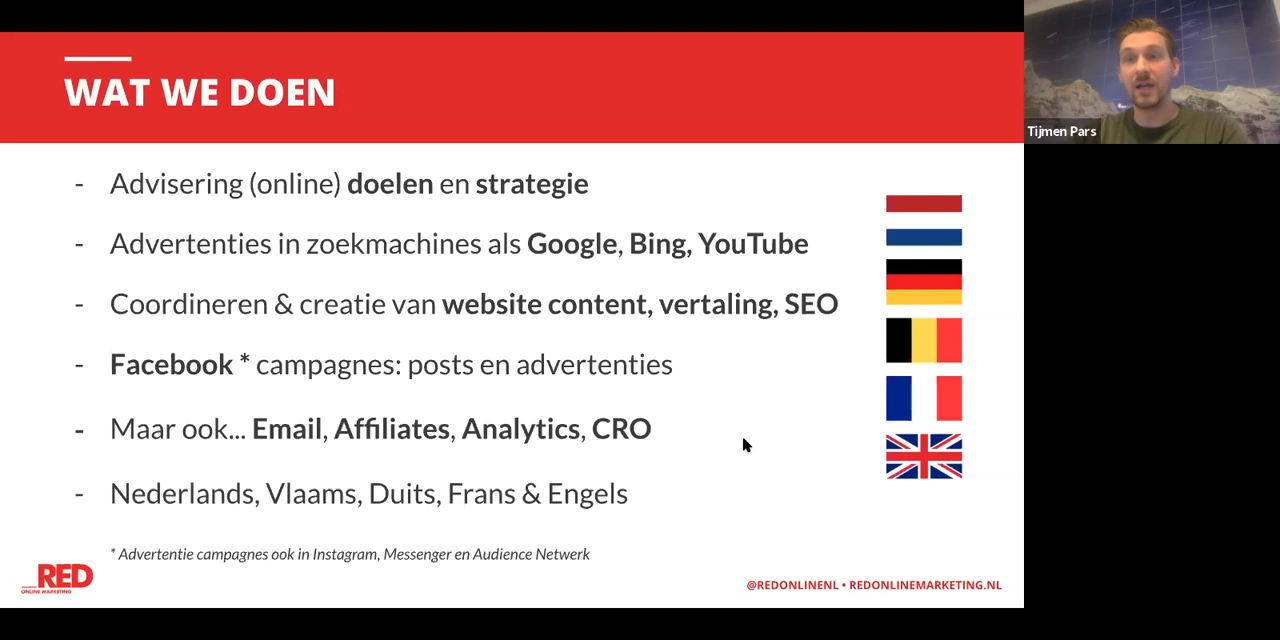 WAT WE DOEN
Tijmen Pars
- Advisering (online) doelen en strategie
- Advertenties in zoekmachines als Google, Bing, YouTube
- Coordineren & creatie van website content, vertaling, SEO
- Facebook * campagnes: posts en advertenties
- Maar ook... Email, Affiliates, Analytics, CRO
- Nederlands, Vlaams, Duits, Frans & Engels
* Advertentie campagnes ook in Instagram, Messenger en Audience Netwerk
_RED
ONLINE MARKETING
@REDONLINENL • REDONLINEMARKETING.NL